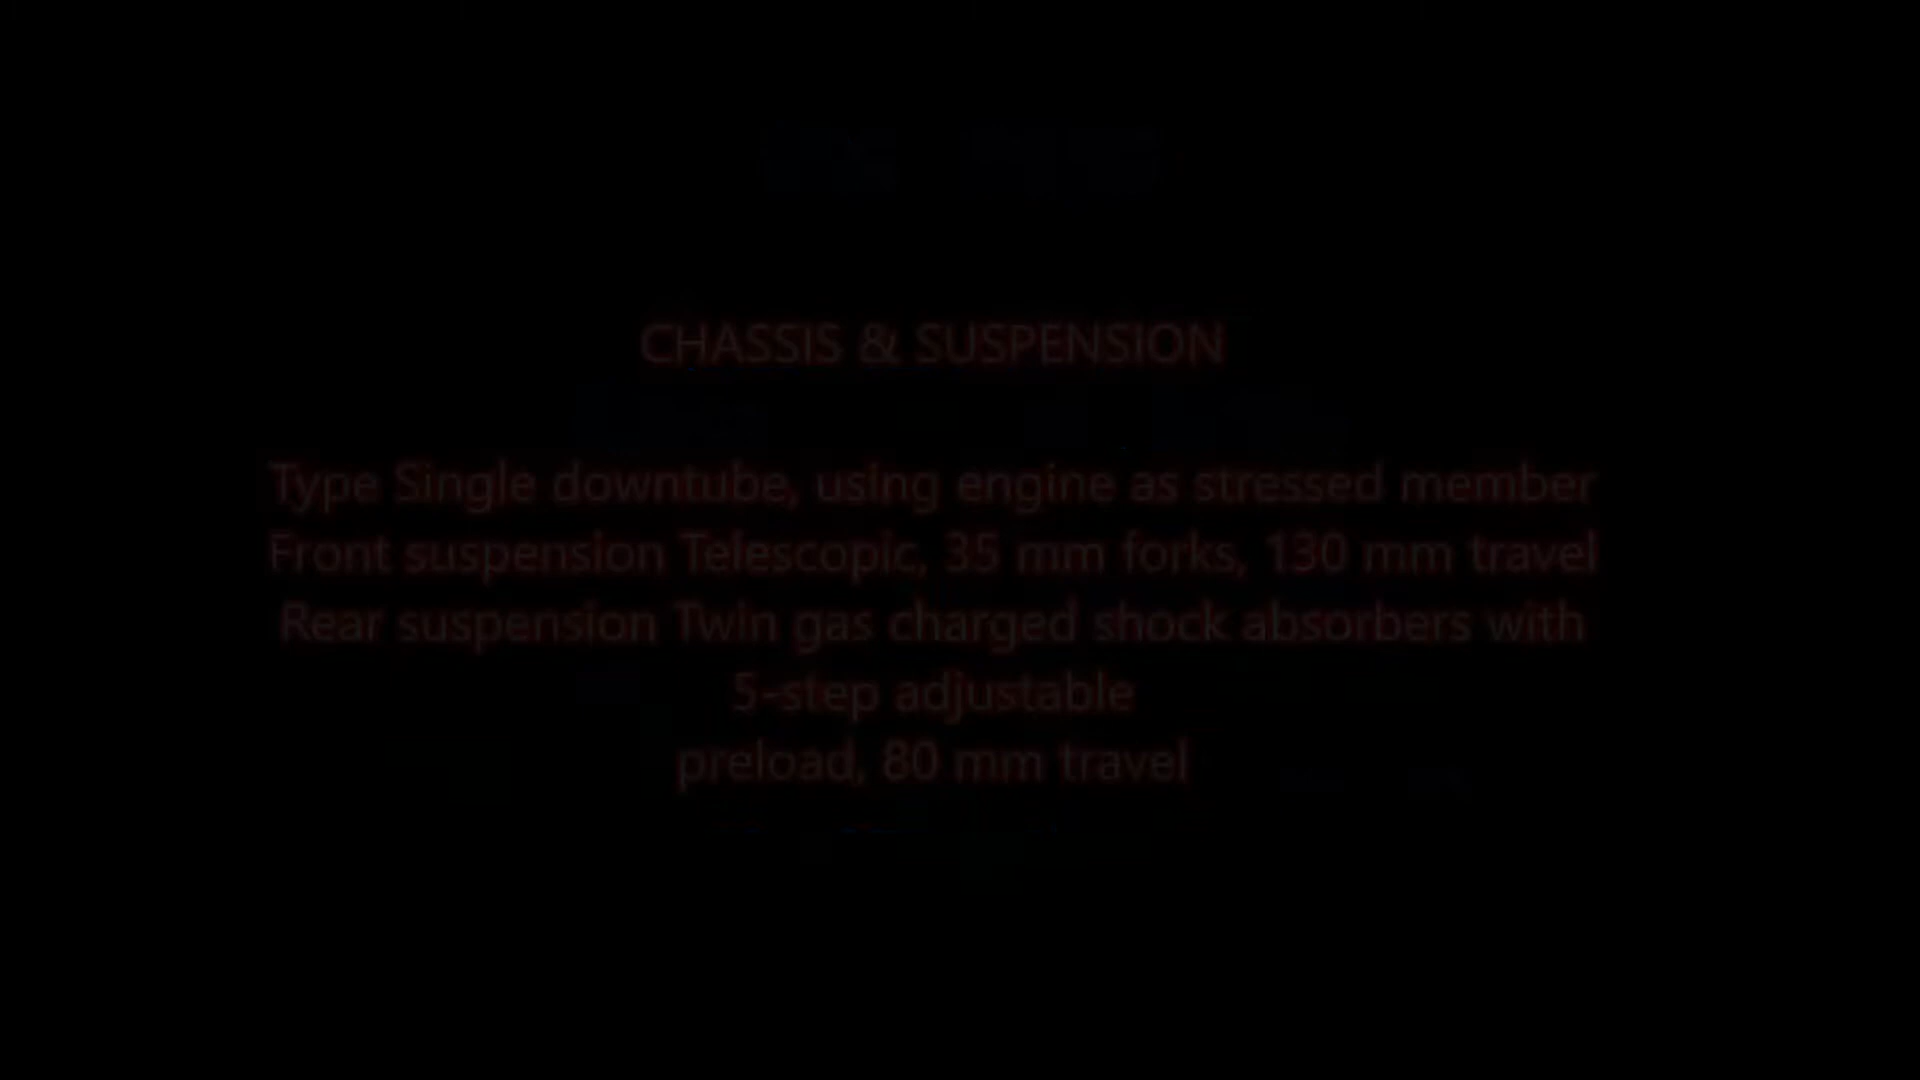 CHASSIS & SUSPENSION
Type Single downtube, using engine as stressed member
Front suspension Telescopic, 35 mm forks, 130 mm travel
Rear suspension Twin gas charged shock absorbers with
5-step adjustable
preload, 80 mm travel